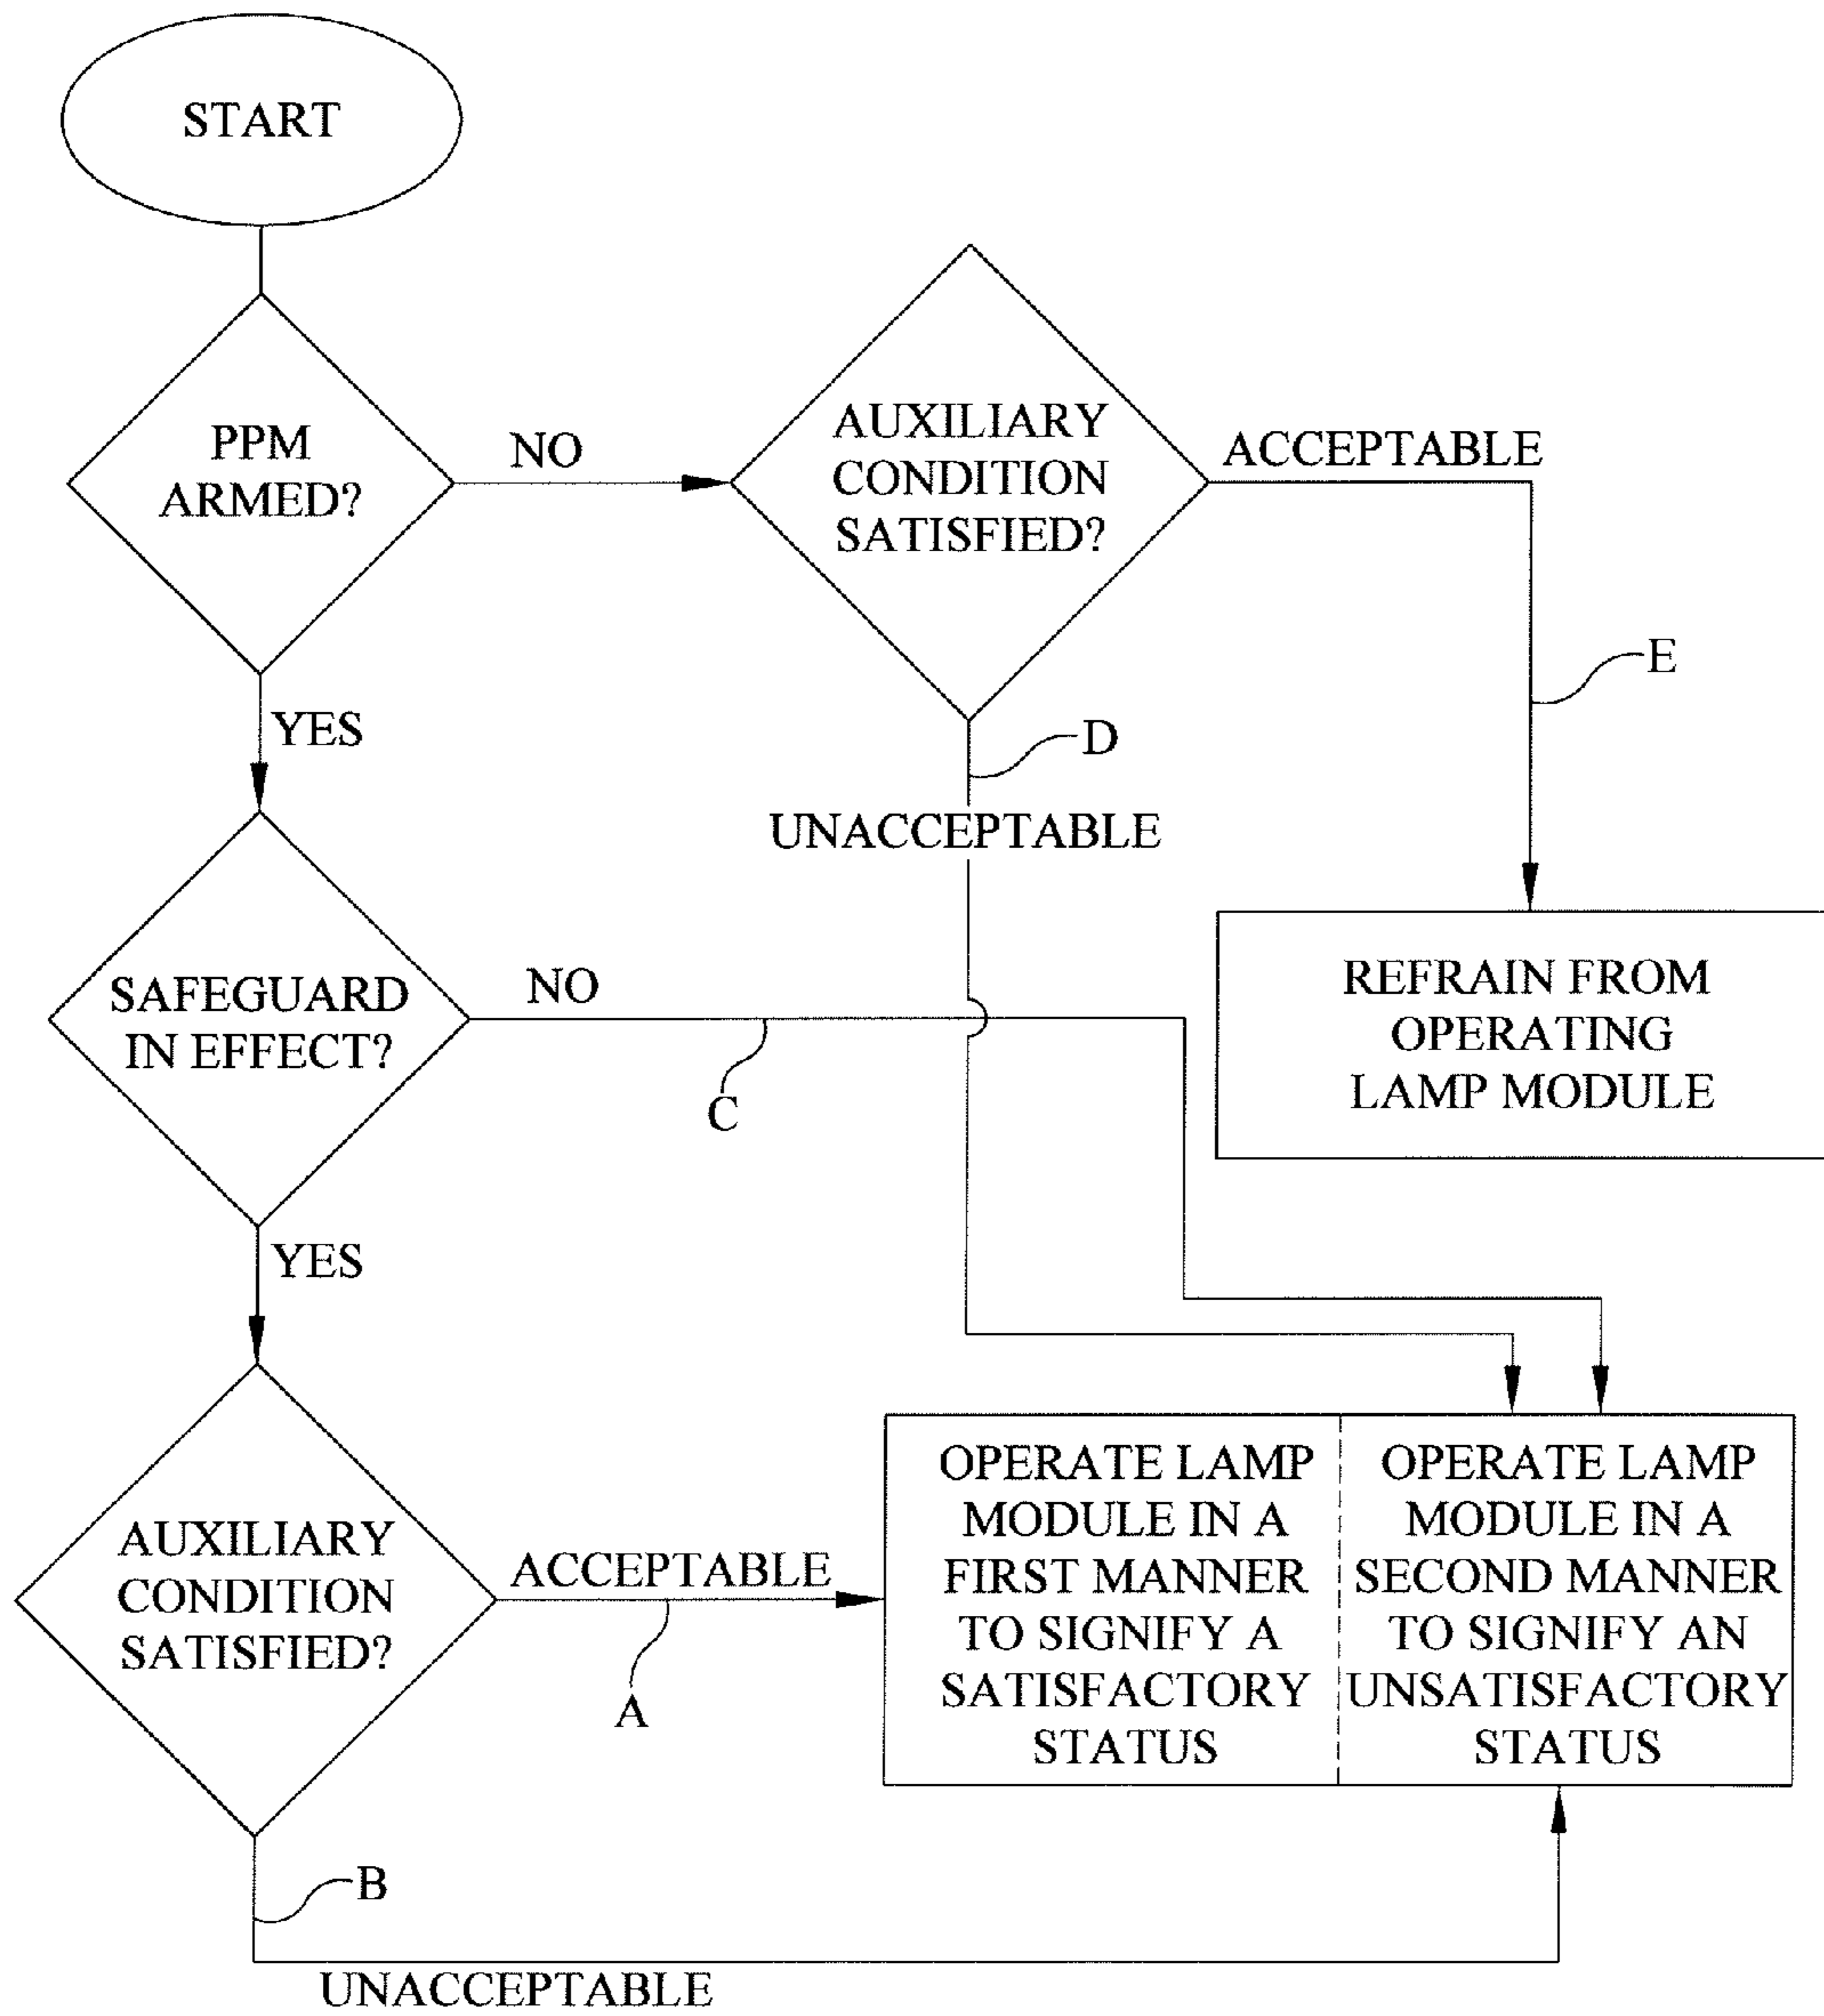 START
PPM
ARMED?
NO
AUXILIARY
CONDITION
SATISFIED?
ACCEPTABLE
E
YES
D
UNACCEPTABLE
SAFEGUARD
IN EFFECT?
NO
C
REFRAIN FROM
OPERATING
LAMP MODULE
YES
AUXILIARY
CONDITION
SATISFIED?
ACCEPTABLE
A
OPERATE LAMP
MODULE IN A
FIRST MANNER
TO SIGNIFY A
SATISFACTORY
STATUS
OPERATE LAMP
MODULE IN A
SECOND MANNER
TO SIGNIFY AN
UNSATISFACTORY
STATUS
B
UNACCEPTABLE